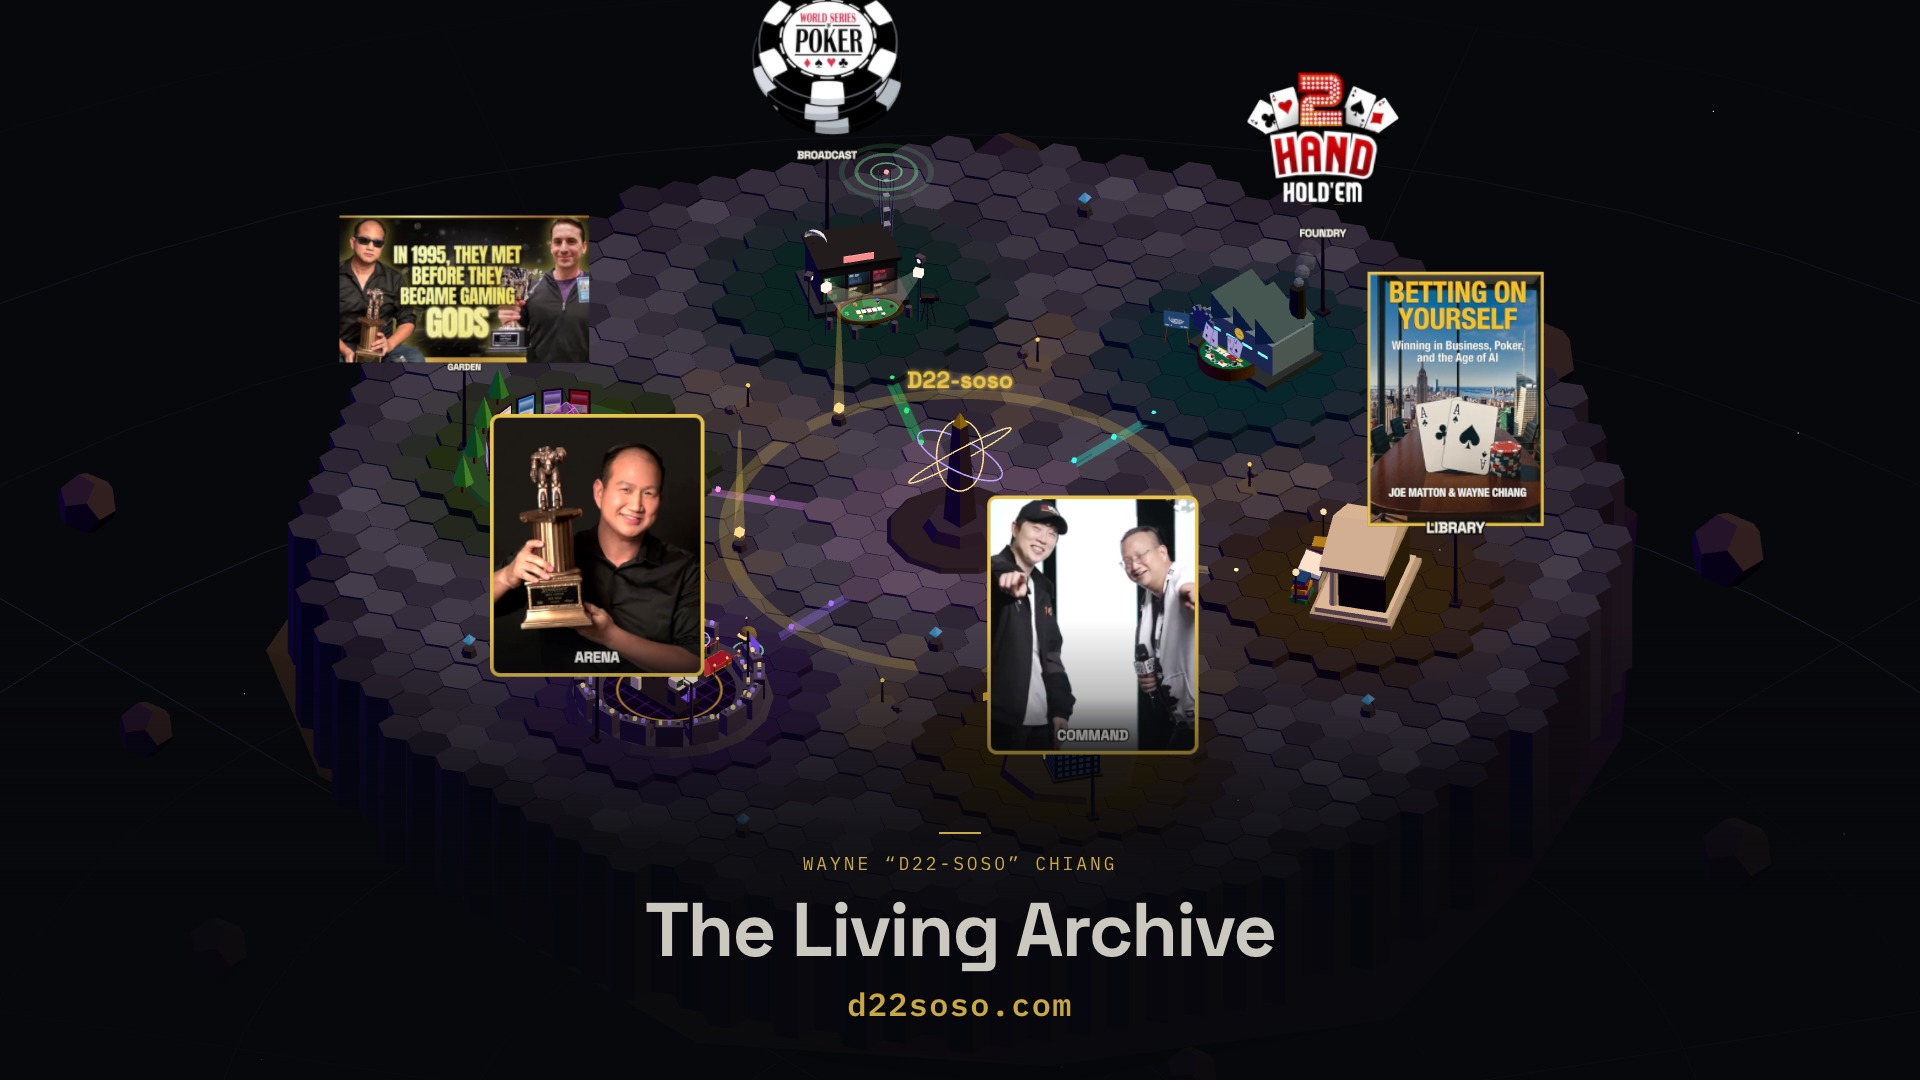 WORLD SERIES
OF
POKER
BROADCAST
2
HAND
HOLD'EM
FOUNDRY
IN 1995, THEY MET
BEFORE THEY
BECAME GAMING
GODS
GARDEN
BETTING ON
YOURSELF
Winning in Business, Poker,
and the Age of AI
A
A
A
JOE MATTON & WAYNE CHIANG
LIBRARY
D22-soso
ARENA
COMMAND
WAYNE “D22-SOSO” CHIANG
The Living Archive
d22soso.com